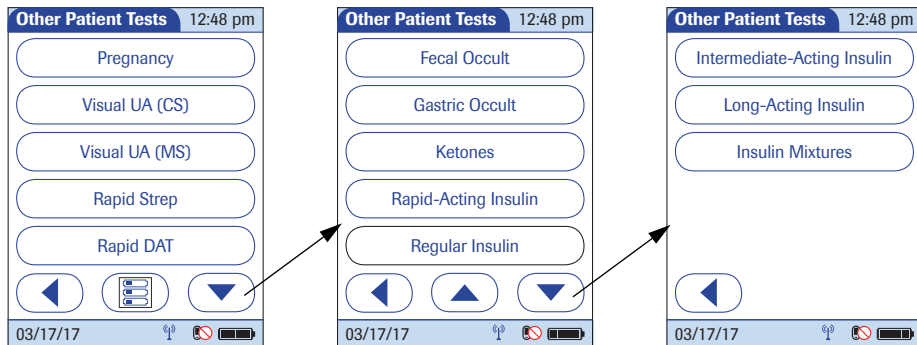 Other Patient Tests 12:48 pm
Pregnancy
Visual UA (CS)
Visual UA (MS)
Rapid Strep
Rapid DAT
03/17/17
Other Patient Tests 12:48 pm
Fecal Occult
Gastric Occult
Ketones
Rapid-Acting Insulin
Regular Insulin
03/17/17
Other Patient Tests 12:48 pm
Intermediate-Acting Insulin
Long-Acting Insulin
Insulin Mixtures
03/17/17